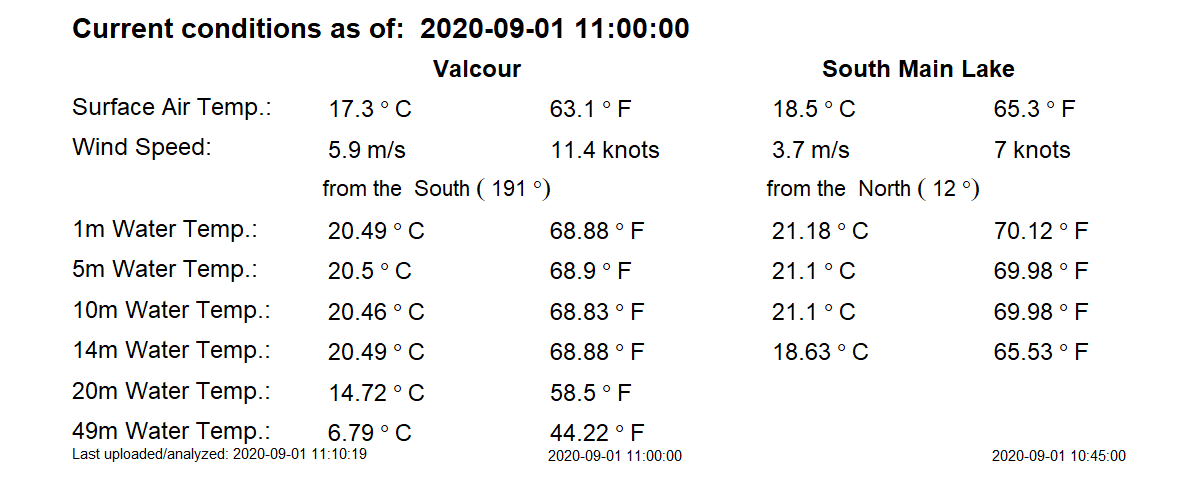 Current conditions as of:  2020-09-01 11:00:00
Valcour South Main Lake
Surface Air Temp.: 17.3 ° C 63.1 ° F 18.5 ° C 65.3 ° F
Wind Speed: 5.9 m/s 11.4 knots 3.7 m/s 7 knots
from the  South ( 191 °) from the  North ( 12 °)
1m Water Temp.: 20.49 ° C 68.88 ° F 21.18 ° C 70.12 ° F
5m Water Temp.: 20.5 ° C 68.9 ° F 21.1 ° C 69.98 ° F
10m Water Temp.: 20.46 ° C 68.83 ° F 21.1 ° C 69.98 ° F
14m Water Temp.: 20.49 ° C 68.88 ° F 18.63 ° C 65.53 ° F
20m Water Temp.: 14.72 ° C 58.5 ° F
49m Water Temp.: 6.79 ° C 44.22 ° F
Last uploaded/analyzed: 2020-09-01 11:10:19 2020-09-01 11:00:00 2020-09-01 10:45:00